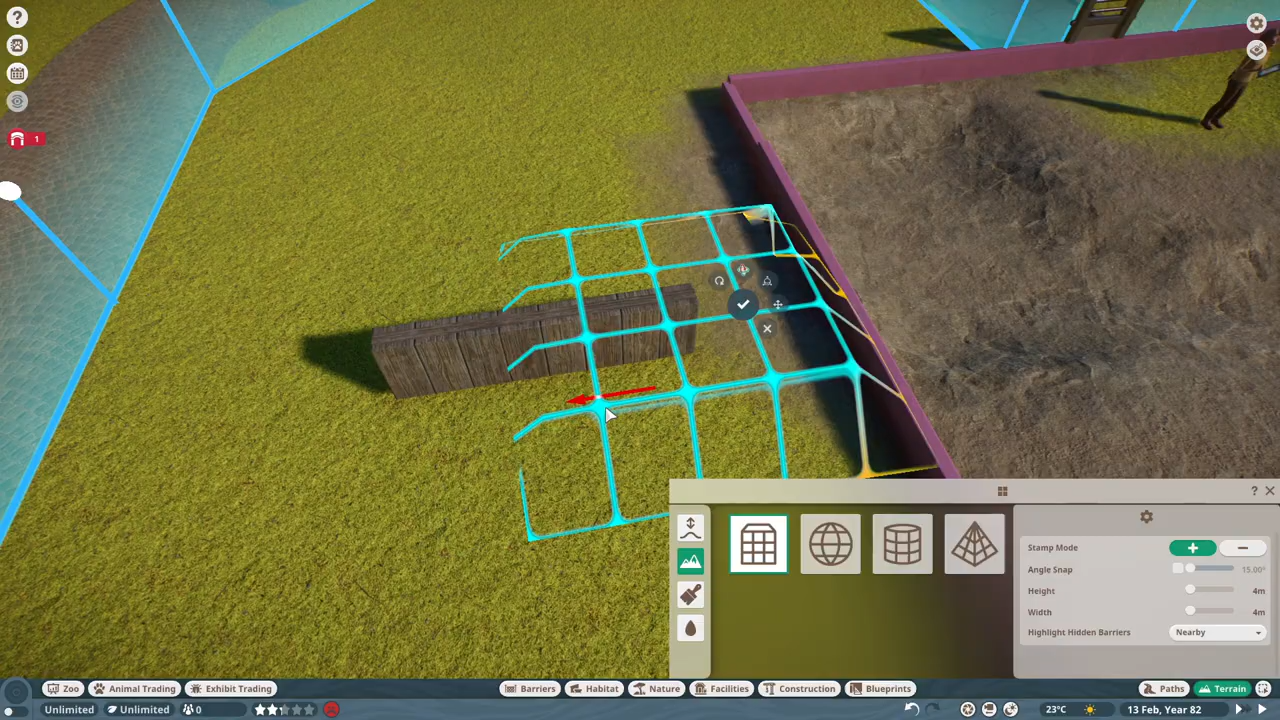 ?
1
?
Stamp Mode
Angle Snap 15.00°
Height 4m
Width 4m
Highlight Hidden Barriers Nearby
Zoo Animal Trading Exhibit Trading Barriers Habitat Nature Facilities Construction Blueprints Paths Terrain
Unlimited Unlimited 0 23°C 13 Feb, Year 82